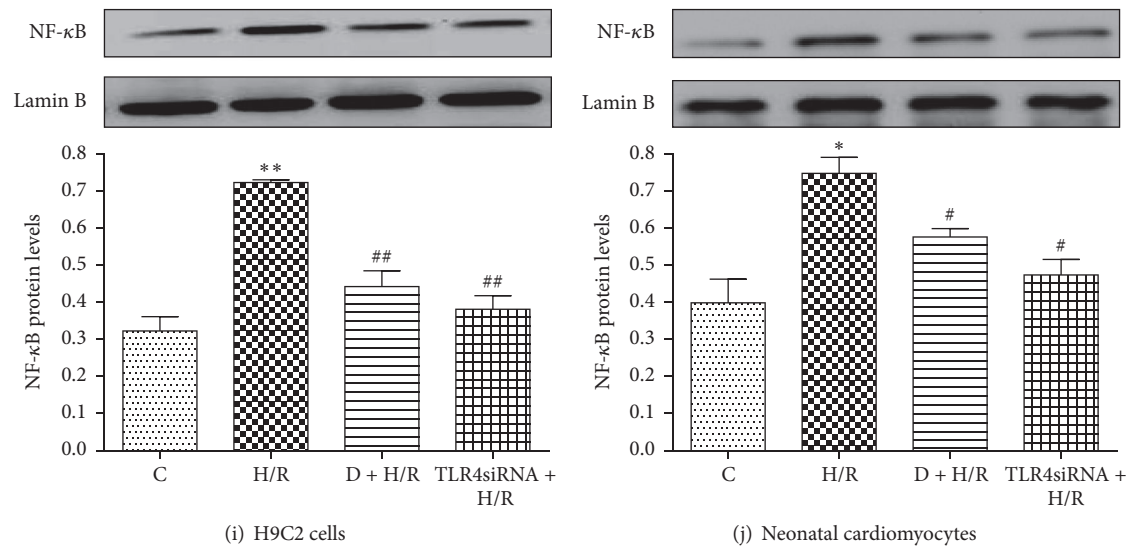 NF-κB
Lamin B
NF-κB protein levels
0.8
0.7
0.6
0.5
0.4
0.3
0.2
0.1
0.0
**
##
##
C
H/R
D + H/R
TLR4siRNA +
H/R
(i) H9C2 cells
NF-κB
Lamin B
NF-κB protein levels
0.8
0.7
0.6
0.5
0.4
0.3
0.2
0.1
0.0
*
#
#
C
H/R
D + H/R
TLR4siRNA +
H/R
(j) Neonatal cardiomyocytes